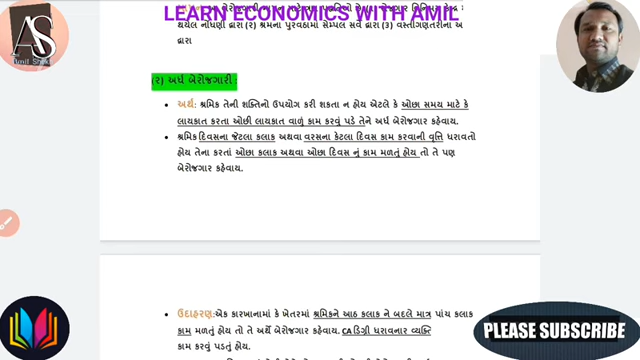 LEARN ECONOMICS WITH AMIL
થયેલ નોંધણી દ્વારા (૨) શ્રમના પુરવઠામાં સેમ્પલ સર્વે દ્વારા (૩) વસ્તીગણતરીના અ
દ્વારા
AS
Amit Shekh
(૨) અર્ધ બેરોજગારી :
• અર્થ: શ્રમિક તેની શક્તિનો ઉપયોગ કરી શકતા ન હોય એટલે કે ઓછા સમય માટે કે
લાયકાત કરતા ઓછી લાયકાત વાળું કામ કરવું પડે તેને અર્ધ બેરોજગાર કહેવાય.
• શ્રમિક દિવસના જેટલા કલાક અથવા વરસના કેટલા દિવસ કામ કરવાની વૃત્તિ ધરાવતો
હોય તેના કરતાં ઓછા કલાક અથવા ઓછા દિવસ નું કામ મળતું હોય તો તે પણ
બેરોજગાર કહેવાય.
• ઉદાહરણ:એક કારખાનામાં કે ખેતરમાં શ્રમિકને આઠ કલાક ને બદલે માત્ર પાંચ કલાક
કામ મળતું હોય તો તે અર્ધે બેરોજગાર કહેવાય. CA ડિગ્રી ધરાવનાર વ્યક્તિ
કામ કરવું પડતું હોય.
PLEASE SUBSCRIBE